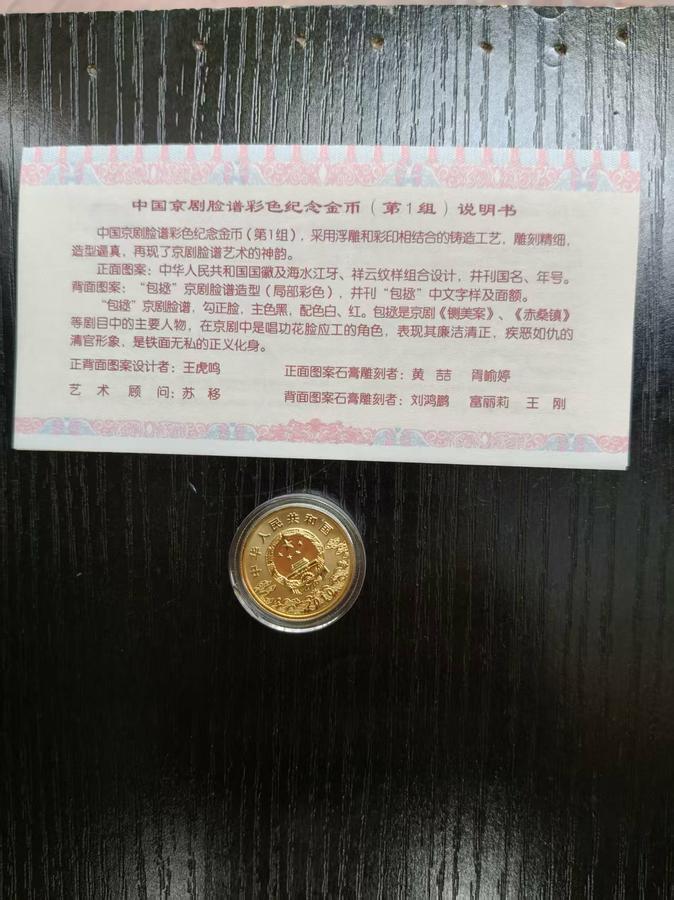 中国京剧脸谱彩色纪念金币（第1组）说明书
中国京剧脸谱彩色纪念金币（第1组），采用浮雕和彩印相结合的铸造工艺，雕刻精细，
造型逼真，再现了京剧脸谱艺术的神韵。
正面图案：中华人民共和国国徽及海水江牙、祥云纹样组合设计，并刊国名、年号。
背面图案：“包拯”京剧脸谱造型（局部彩色），并刊“包拯”中文字样及面额。
“包拯”京剧脸谱，勾正脸，主色黑，配色白、红。包拯是京剧《铡美案》、《赤桑镇》
等剧目中的主要人物，在京剧中是唱功花脸应工的角色，表现其廉洁清正，疾恶如仇的
清官形象，是铁面无私的正义化身。
正背面图案设计者：王虎鸣 正面图案石膏雕刻者：黄喆 胥崳婷
艺术顾问：苏移 背面图案石膏雕刻者：刘鸿鹏 富丽莉 王刚
中华人民共和国
2010